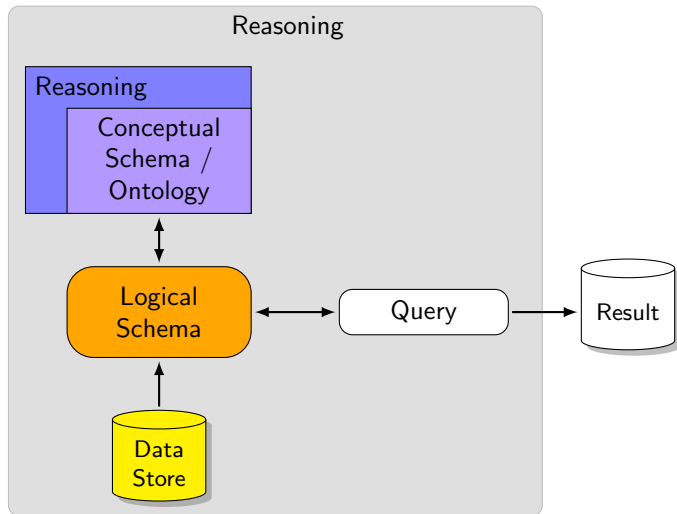 Reasoning
Reasoning
Conceptual
Schema /
Ontology
Logical
Schema
Query
Result
Data
Store